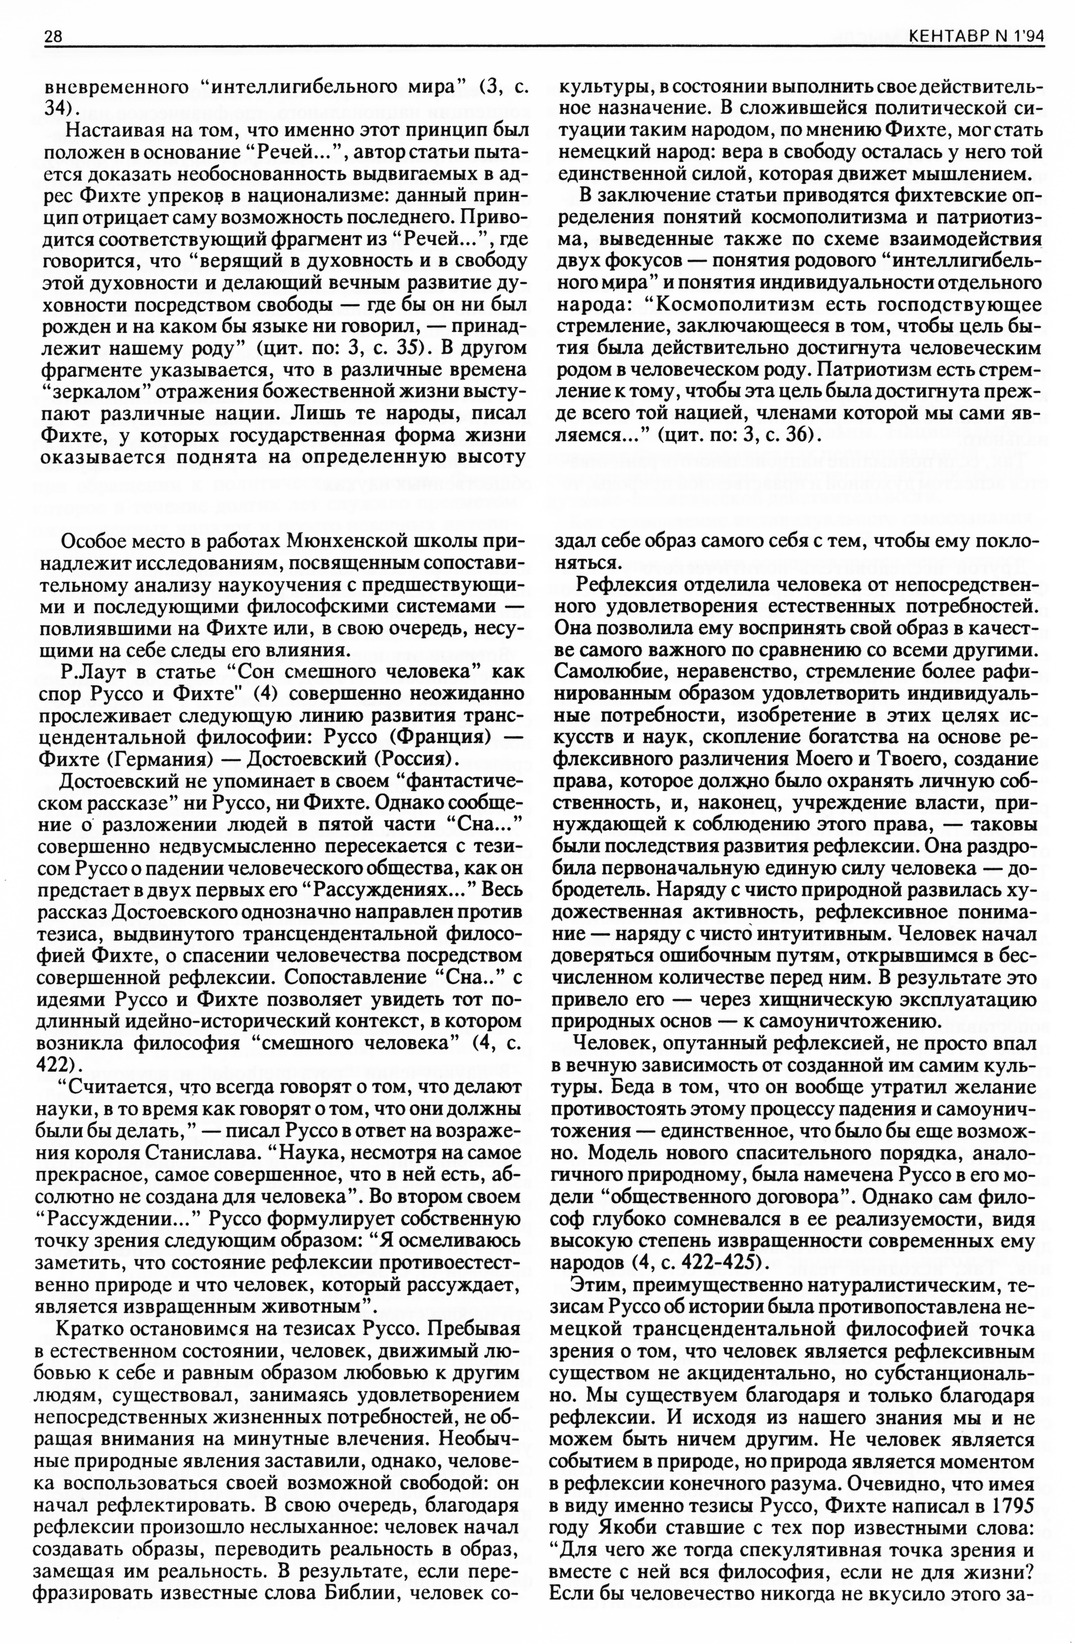 28
КЕНТАВР N 1'94
вневременного “интеллигибельного мира” (3, с.
34).
Настаивая на том, что именно этот принцип был
положен в основание “Речей...”, автор статьи пыта-
ется доказать необоснованность выдвигаемых в ад-
рес Фихте упреков в национализме: данный прин-
цип отрицает саму возможность последнего. Приво-
дится соответствующий фрагмент из “Речей...”, где
говорится, что “верящий в духовность и в свободу
этой духовности и делающий вечным развитие ду-
ховности посредством свободы — где бы он ни был
рожден и на каком бы языке ни говорил, — принад-
лежит нашему роду” (цит. по: 3, с. 35). В другом
фрагменте указывается, что в различные времена
“зеркалом” отражения божественной жизни высту-
пают различные нации. Лишь те народы, писал
Фихте, у которых государственная форма жизни
оказывается поднята на определенную высоту
культуры, в состоянии выполнить свое действитель-
ное назначение. В сложившейся политической си-
туации таким народом, по мнению Фихте, мог стать
немецкий народ: вера в свободу осталась у него той
единственной силой, которая движет мышлением.
В заключение статьи приводятся фихтевские оп-
ределения понятий космополитизма и патриотиз-
ма, выведенные также по схеме взаимодействия
двух фокусов — понятия родового “интеллигибель-
ного мира” и понятия индивидуальности отдельного
народа: “Космополитизм есть господствующее
стремление, заключающееся в том, чтобы цель бы-
тия была действительно достигнута человеческим
родом в человеческом роду. Патриотизм есть стрем-
ление к тому, чтобы эта цель была достигнута преж-
де всего той нацией, членами которой мы сами яв-
ляемся...” (цит. по: 3, с. 36).
Особое место в работах Мюнхенской школы при-
надлежит исследованиям, посвященным сопостави-
тельному анализу наукоучения с предшествующи-
ми и последующими философскими системами —
повлиявшими на Фихте или, в свою очередь, несу-
щими на себе следы его влияния.
Р.Лаут в статье “Сон смешного человека” как
спор Руссо и Фихте" (4) совершенно неожиданно
прослеживает следующую линию развития транс-
цендентальной философии: Руссо (Франция) —
Фихте (Германия) — Достоевский (Россия).
Достоевский не упоминает в своем “фантастиче-
ском рассказе” ни Руссо, ни Фихте. Однако сообще-
ние о разложении людей в пятой части “Сна...”
совершенно недвусмысленно пересекается с тези-
сом Руссо о падении человеческого общества, как он
предстает в двух первых его “Рассуждениях...” Весь
рассказ Достоевского однозначно направлен против
тезиса, выдвинутого трансцендентальной филосо-
фией Фихте, о спасении человечества посредством
совершенной рефлексии. Сопоставление “Сна..” с
идеями Руссо и Фихте позволяет увидеть тот по-
длинный идейно-исторический контекст, в котором
возникла философия “смешного человека” (4, с.
422).
“Считается, что всегда говорят о том, что делают
науки, в то время как говорят о том, что они должны
были бы делать,” — писал Руссо в ответ на возраже-
ния короля Станислава. “Наука, несмотря на самое
прекрасное, самое совершенное, что в ней есть, аб-
солютно не создана для человека”. Во втором своем
“Рассуждении...” Руссо формулирует собственную
точку зрения следующим образом: “Я осмеливаюсь
заметить, что состояние рефлексии противоестест-
венно природе и что человек, который рассуждает,
является извращенным животным”.
Кратко остановимся на тезисах Руссо. Пребывая
в естественном состоянии, человек, движимый лю-
бовью к себе и равным образом любовью к другим
людям, существовал, занимаясь удовлетворением
непосредственных жизненных потребностей, не об-
ращая внимания на минутные влечения. Необыч-
ные природные явления заставили, однако, челове-
ка воспользоваться своей возможной свободой: он
начал рефлектировать. В свою очередь, благодаря
рефлексии произошло неслыханное: человек начал
создавать образы, переводить реальность в образ,
замещая им реальность. В результате, если пере-
фразировать известные слова Библии, человек со-
здал себе образ самого себя с тем, чтобы ему покло-
няться.
Рефлексия отделила человека от непосредствен-
ного удовлетворения естественных потребностей.
Она позволила ему воспринять свой образ в качест-
ве самого важного по сравнению со всеми другими.
Самолюбие, неравенство, стремление более рафи-
нированным образом удовлетворить индивидуаль-
ные потребности, изобретение в этих целях ис-
кусств и наук, скопление богатства на основе ре-
флексивного различения Моего и Твоего, создание
права, которое должно было охранять личную соб-
ственность, и, наконец, учреждение власти, при-
нуждающей к соблюдению этого права, — таковы
были последствия развития рефлексии. Она раздро-
била первоначальную единую силу человека — до-
бродетель. Наряду с чисто природной развилась ху-
дожественная активность, рефлексивное понима-
ние — наряду с чисто интуитивным. Человек начал
доверяться ошибочным путям, открывшимся в бес-
численном количестве перед ним. В результате это
привело его — через хищническую эксплуатацию
природных основ — к самоуничтожению.
Человек, опутанный рефлексией, не просто впал
в вечную зависимость от созданной им самим куль-
туры. Беда в том, что он вообще утратил желание
противостоять этому процессу падения и самоунич-
тожения — единственное, что было бы еще возмож-
но. Модель нового спасительного порядка, анало-
гичного природному, была намечена Руссо в его мо-
дели “общественного договора”. Однако сам фило-
соф глубоко сомневался в ее реализуемости, видя
высокую степень извращенности современных ему
народов (4, с. 422-425).
Этим, преимущественно натуралистическим, те-
зисам Руссо об истории была противопоставлена не-
мецкой трансцендентальной философией точка
зрения о том, что человек является рефлексивным
существом не акцидентально, но субстанциональ-
но. Мы существуем благодаря и только благодаря
рефлексии. И исходя из нашего знания мы и не
можем быть ничем другим. Не человек является
событием в природе, но природа является моментом
в рефлексии конечного разума. Очевидно, что имея
в виду именно тезисы Руссо, Фихте написал в 1795
году Якоби ставшие с тех пор известными слова:
“Для чего же тогда спекулятивная точка зрения и
вместе с ней вся философия, если не для жизни?
Если бы человечество никогда не вкусило этого за-